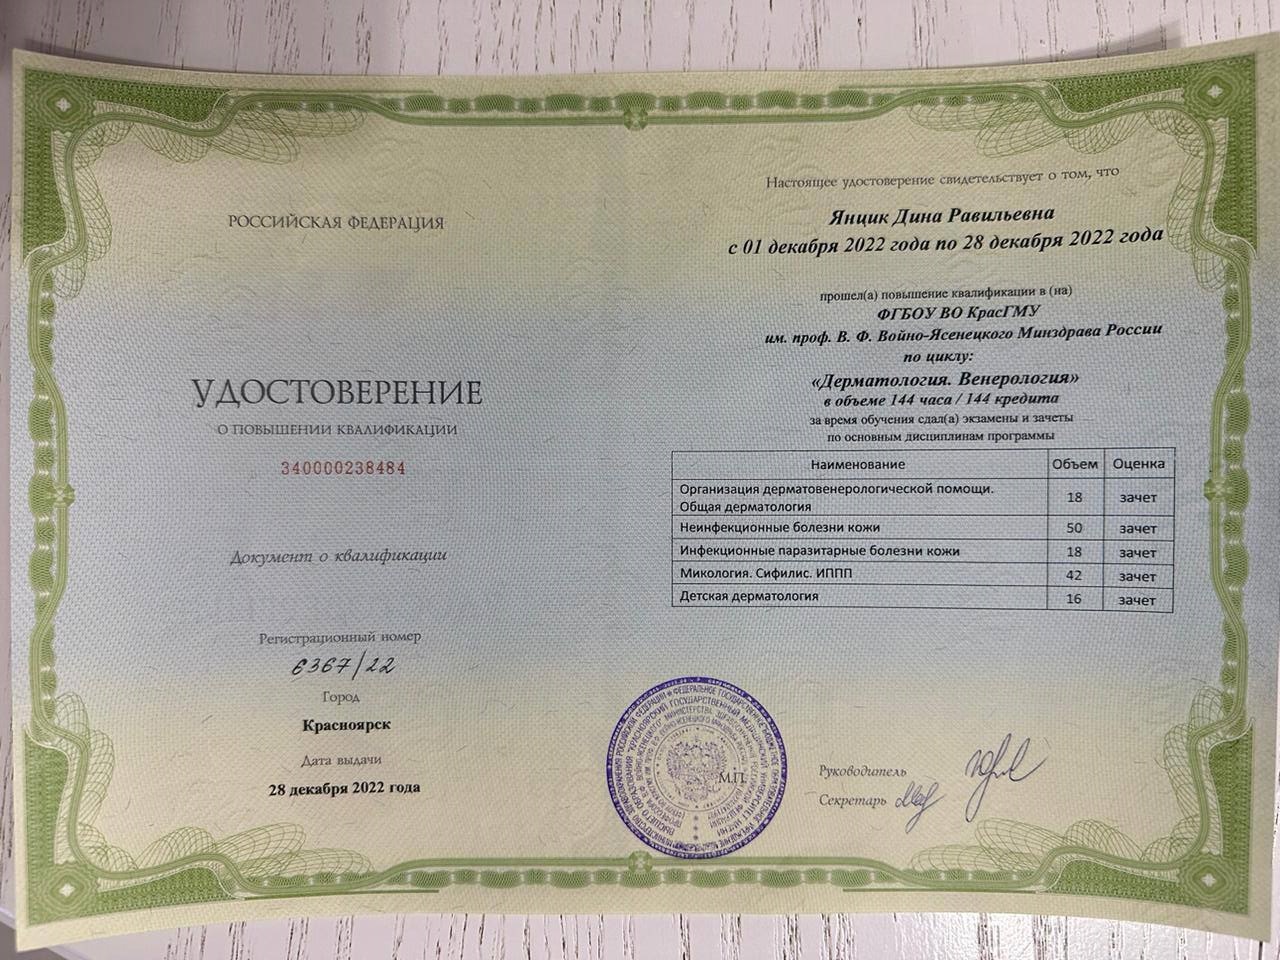 РОССИЙСКАЯ ФЕДЕРАЦИЯ
УДОСТОВЕРЕНИЕ
О ПОВЫШЕНИИ КВАЛИФИКАЦИИ
340000238484
Документ о квалификации
Регистрационный номер
6367/22
Город
Красноярск
Дата выдачи
28 декабря 2022 года
Настоящее удостоверение свидетельствует о том, что
Янцик Дина Равильевна
с 01 декабря 2022 года по 28 декабря 2022 года
прошел(а) повышение квалификации в (на)
ФГБОУ ВО КрасГМУ
им. проф. В. Ф. Войно-Ясенецкого Минздрава России
по циклу:
«Дерматология. Венерология»
в объеме 144 часа / 144 кредита
за время обучения сдал(а) экзамены и зачеты
по основным дисциплинам программы
Наименование Объем Оценка
Организация дерматовенерологической помощи.
Общая дерматология 18 зачет
Неинфекционные болезни кожи 50 зачет
Инфекционные паразитарные болезни кожи 18 зачет
Микология. Сифилис. ИППП 42 зачет
Детская дерматология 16 зачет
М.П.
Руководитель
Секретарь